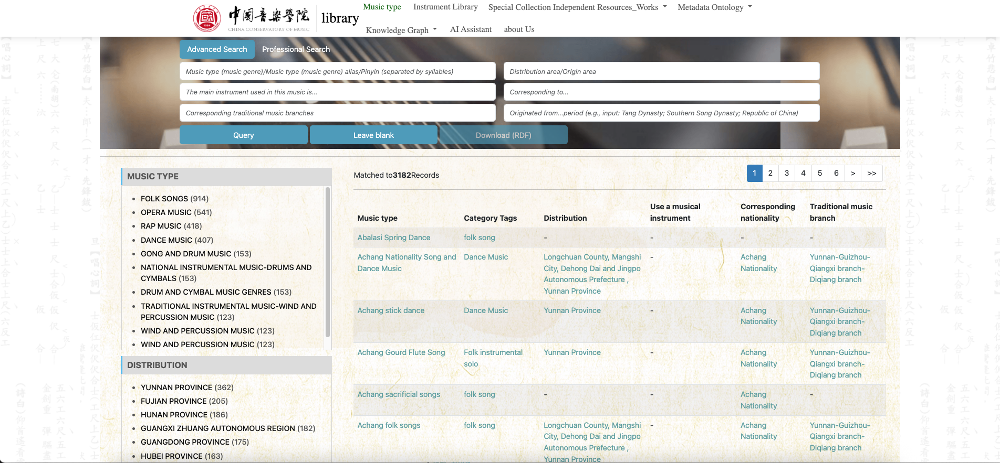 中國音樂學院
CHINA CONSERVATORY OF MUSIC
1964
library
Music type
Instrument Library
Special Collection Independent Resources_Works
Metadata Ontology
Knowledge Graph
AI Assistant
about Us
Advanced Search
Professional Search
Music type (music genre)/Music type (music genre) alias/Pinyin (separated by syllables)
Distribution area/Origin area
The main instrument used in this music is...
Corresponding to...
Corresponding traditional music branches
Originated from...period (e.g., input: Tang Dynasty; Southern Song Dynasty; Republic of China)
Query
Leave blank
Download (RDF)
MUSIC TYPE
FOLK SONGS (914)
OPERA MUSIC (541)
RAP MUSIC (418)
DANCE MUSIC (407)
GONG AND DRUM MUSIC (153)
NATIONAL INSTRUMENTAL MUSIC-DRUMS AND
CYMBALS (153)
DRUM AND CYMBAL MUSIC GENRES (153)
TRADITIONAL INSTRUMENTAL MUSIC-WIND AND
PERCUSSION MUSIC (123)
WIND AND PERCUSSION MUSIC (123)
WIND AND PERCUSSION MUSIC (123)
DISTRIBUTION
YUNNAN PROVINCE (362)
FUJIAN PROVINCE (205)
HUNAN PROVINCE (186)
GUANGXI ZHUANG AUTONOMOUS REGION (182)
GUANGDONG PROVINCE (175)
HUBEI PROVINCE (163)
Matched to3182Records
1 2 3 4 5 6 > >>
Music type
Category Tags
Distribution
Use a musical
instrument
Corresponding
nationality
Traditional music
branch
Abalasi Spring Dance
folk song
-
-
-
-
Achang Nationality Song and
Dance Music
Dance Music
Longchuan County, Mangshi
City, Dehong Dai and Jingpo
Autonomous Prefecture ,
Yunnan Province
-
Achang
Nationality
Yunnan-Guizhou-
Qiangxi branch-
Diqiang branch
Achang stick dance
Dance Music
Yunnan Province
-
Achang
Nationality
Yunnan-Guizhou-
Qiangxi branch-
Diqiang branch
Achang Gourd Flute Song
Folk instrumental
solo
Yunnan Province
-
Achang
Nationality
Yunnan-Guizhou-
Qiangxi branch-
Diqiang branch
Achang sacrificial songs
folk song
-
-
Achang
Nationality
-
Achang folk songs
folk song
Longchuan County, Mangshi
City, Dehong Dai and Jingpo
Autonomous Prefecture ,
Yunnan Province
-
Achang
Nationality
Yunnan-Guizhou-
Qiangxi branch-
Diqiang branch